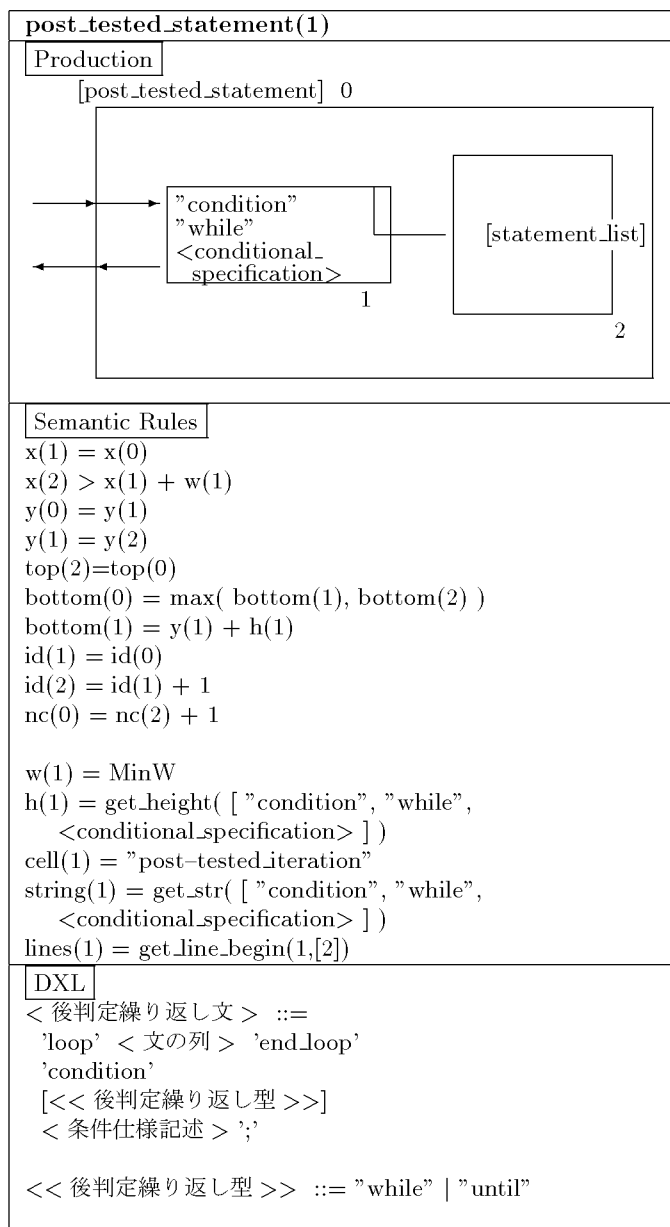 post_tested_statement(1)
Production
[post_tested_statement] 0
"condition"
"while"
<conditional_
specification>
1
[statement_list]
2
Semantic Rules
x(1) = x(0)
x(2) > x(1) + w(1)
y(0) = y(1)
y(1) = y(2)
top(2)=top(0)
bottom(0) = max( bottom(1), bottom(2) )
bottom(1) = y(1) + h(1)
id(1) = id(0)
id(2) = id(1) + 1
nc(0) = nc(2) + 1
w(1) = MinW
h(1) = get_height( [ "condition", "while",
<conditional_specification> ] )
cell(1) = "post–tested_iteration"
string(1) = get_str( [ "condition", "while",
<conditional_specification> ] )
lines(1) = get_line_begin(1,[2])
DXL
< 後判定繰り返し文 > ::=
'loop' < 文の列 > 'end_loop'
'condition'
[<< 後判定繰り返し型 >>]
< 条件仕様記述 > ';'
<< 後判定繰り返し型 >> ::= "while" | "until"